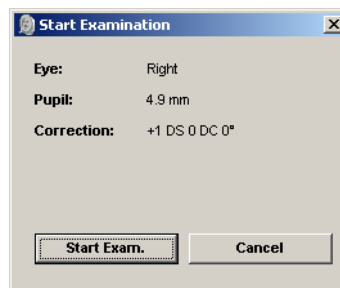 Start Examination
Eye: Right
Pupil: 4.9 mm
Correction: +1 DS 0 DC 0°
Start Exam. Cancel